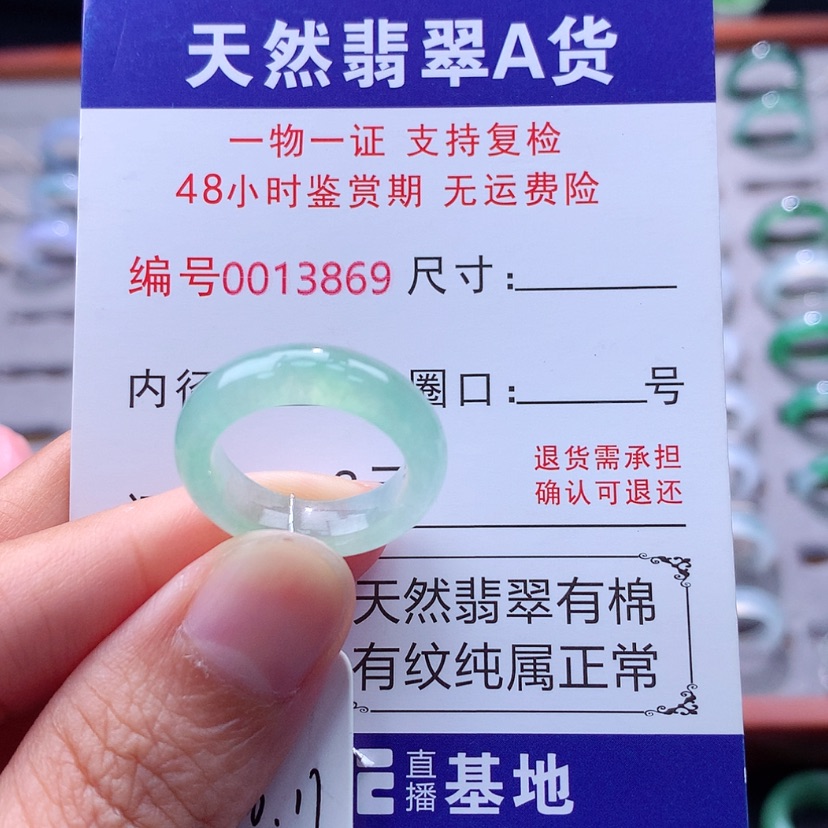 天然翡翠A货
一物一证 支持复检
48小时鉴赏期 无运费险
编号0013869 尺寸:
内径 圈口: 号
退货需承担
确认可退还
天然翡翠有棉
有纹纯属正常
直播
基地